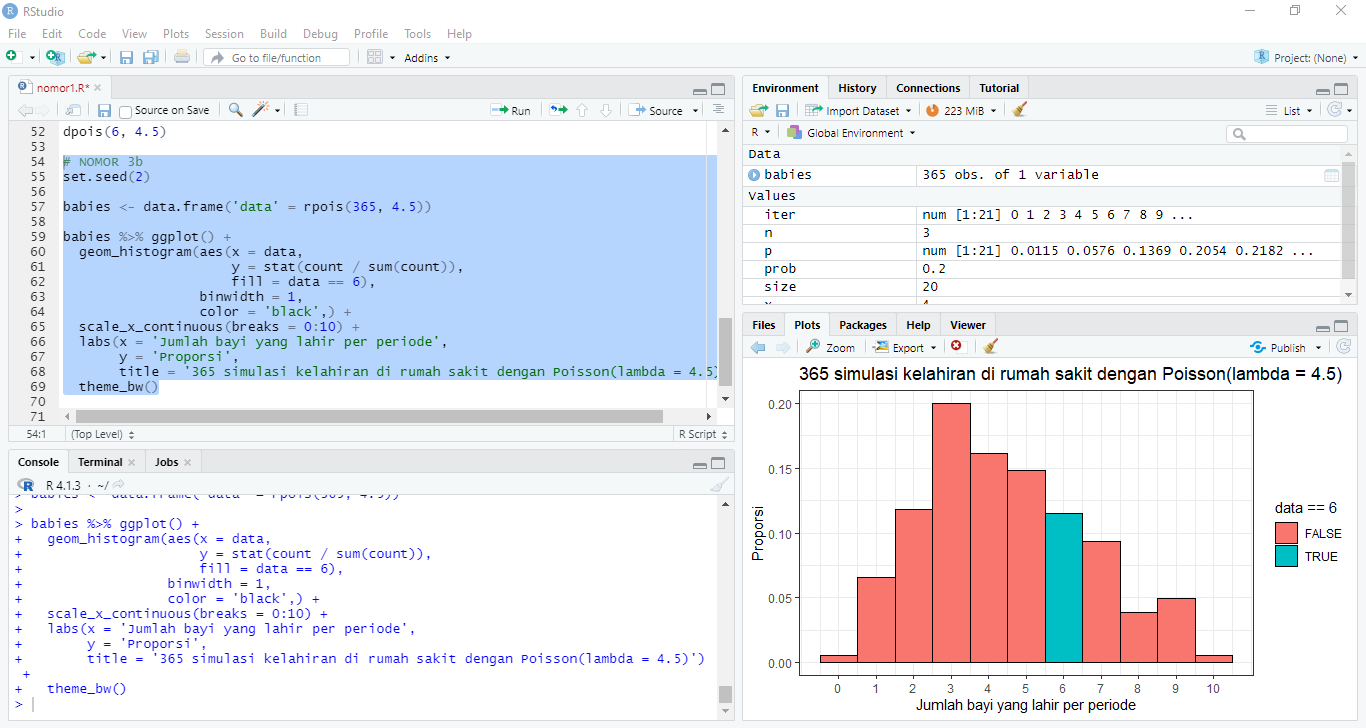 RStudio
File Edit Code View Plots Session Build Debug Profile Tools Help
Go to file/function Addins Project: (None)
nomor1.R*
Source on Save Run Source
52 dpois(6, 4.5)
53
54 # NOMOR 3b
55 set.seed(2)
56
57 babies <- data.frame('data' = rpois(365, 4.5))
58
59 babies %>% ggplot() +
60 geom_histogram(aes(x = data,
61 y = stat(count / sum(count)),
62 fill = data == 6),
63 binwidth = 1,
64 color = 'black',) +
65 scale_x_continuous(breaks = 0:10) +
66 labs(x = 'Jumlah bayi yang lahir per periode',
67 y = 'Proporsi',
68 title = '365 simulasi kelahiran di rumah sakit dengan Poisson(lambda = 4.5)
69 theme_bw()
70
71
54:1 (Top Level) R Script
Console Terminal Jobs
R 4.1.3 · ~/
> babies <- data.frame('data' = rpois(365, 4.5))
>
> babies %>% ggplot() +
+ geom_histogram(aes(x = data,
+ y = stat(count / sum(count)),
+ fill = data == 6),
+ binwidth = 1,
+ color = 'black',) +
+ scale_x_continuous(breaks = 0:10) +
+ labs(x = 'Jumlah bayi yang lahir per periode',
+ y = 'Proporsi',
+ title = '365 simulasi kelahiran di rumah sakit dengan Poisson(lambda = 4.5)')
+
+ theme_bw()
>
Environment History Connections Tutorial
Import Dataset 223 MiB List
R Global Environment
Data
babies 365 obs. of 1 variable
Values
iter num [1:21] 0 1 2 3 4 5 6 7 8 9 ...
n 3
p num [1:21] 0.0115 0.0576 0.1369 0.2054 0.2182 ...
prob 0.2
size 20
Files Plots Packages Help Viewer
Zoom Export Publish
365 simulasi kelahiran di rumah sakit dengan Poisson(lambda = 4.5)
0.20
0.15
0.10
0.05
0.00
Proporsi
0 1 2 3 4 5 6 7 8 9 10
Jumlah bayi yang lahir per periode
data == 6
FALSE
TRUE